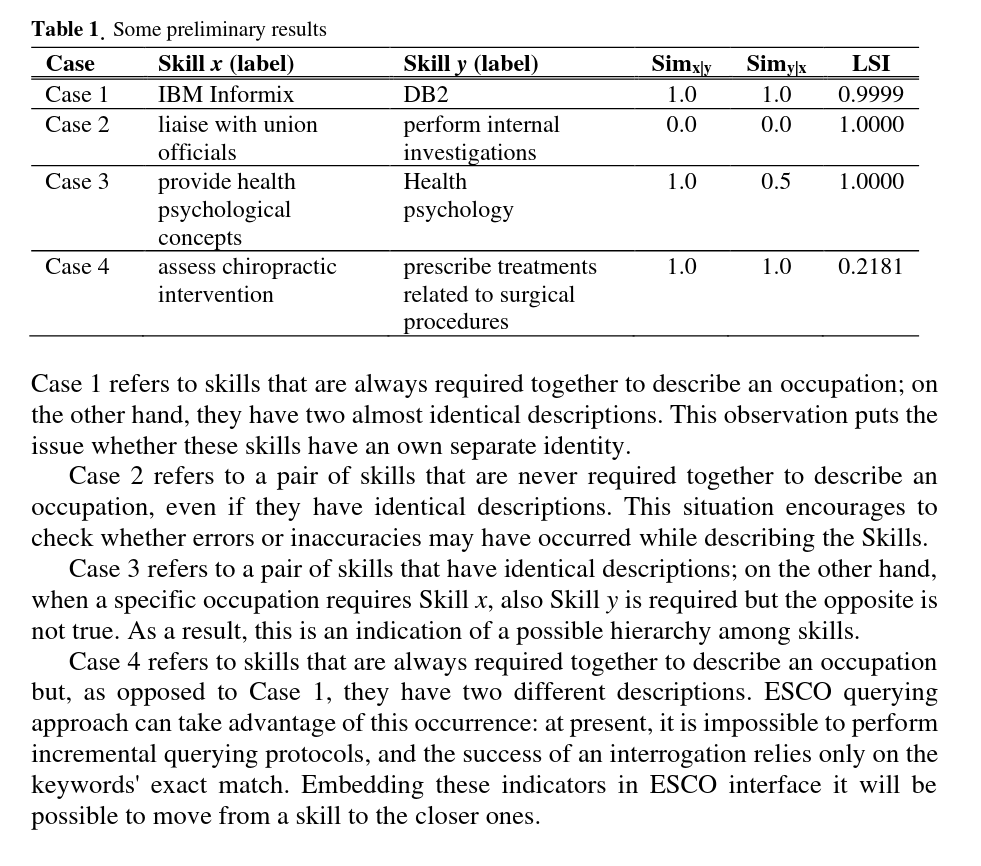 Table 1. Some preliminary results
Case Skill x (label) Skill y (label) Simx|y Simy|x LSI
Case 1 IBM Informix DB2 1.0 1.0 0.9999
Case 2 liaise with union perform internal 0.0 0.0 1.0000
officials investigations
Case 3 provide health Health 1.0 0.5 1.0000
psychological psychology
concepts
Case 4 assess chiropractic prescribe treatments 1.0 1.0 0.2181
intervention related to surgical
procedures
Case 1 refers to skills that are always required together to describe an occupation; on
the other hand, they have two almost identical descriptions. This observation puts the
issue whether these skills have an own separate identity.
Case 2 refers to a pair of skills that are never required together to describe an
occupation, even if they have identical descriptions. This situation encourages to
check whether errors or inaccuracies may have occurred while describing the Skills.
Case 3 refers to a pair of skills that have identical descriptions; on the other hand,
when a specific occupation requires Skill x, also Skill y is required but the opposite is
not true. As a result, this is an indication of a possible hierarchy among skills.
Case 4 refers to skills that are always required together to describe an occupation
but, as opposed to Case 1, they have two different descriptions. ESCO querying
approach can take advantage of this occurrence: at present, it is impossible to perform
incremental querying protocols, and the success of an interrogation relies only on the
keywords' exact match. Embedding these indicators in ESCO interface it will be
possible to move from a skill to the closer ones.